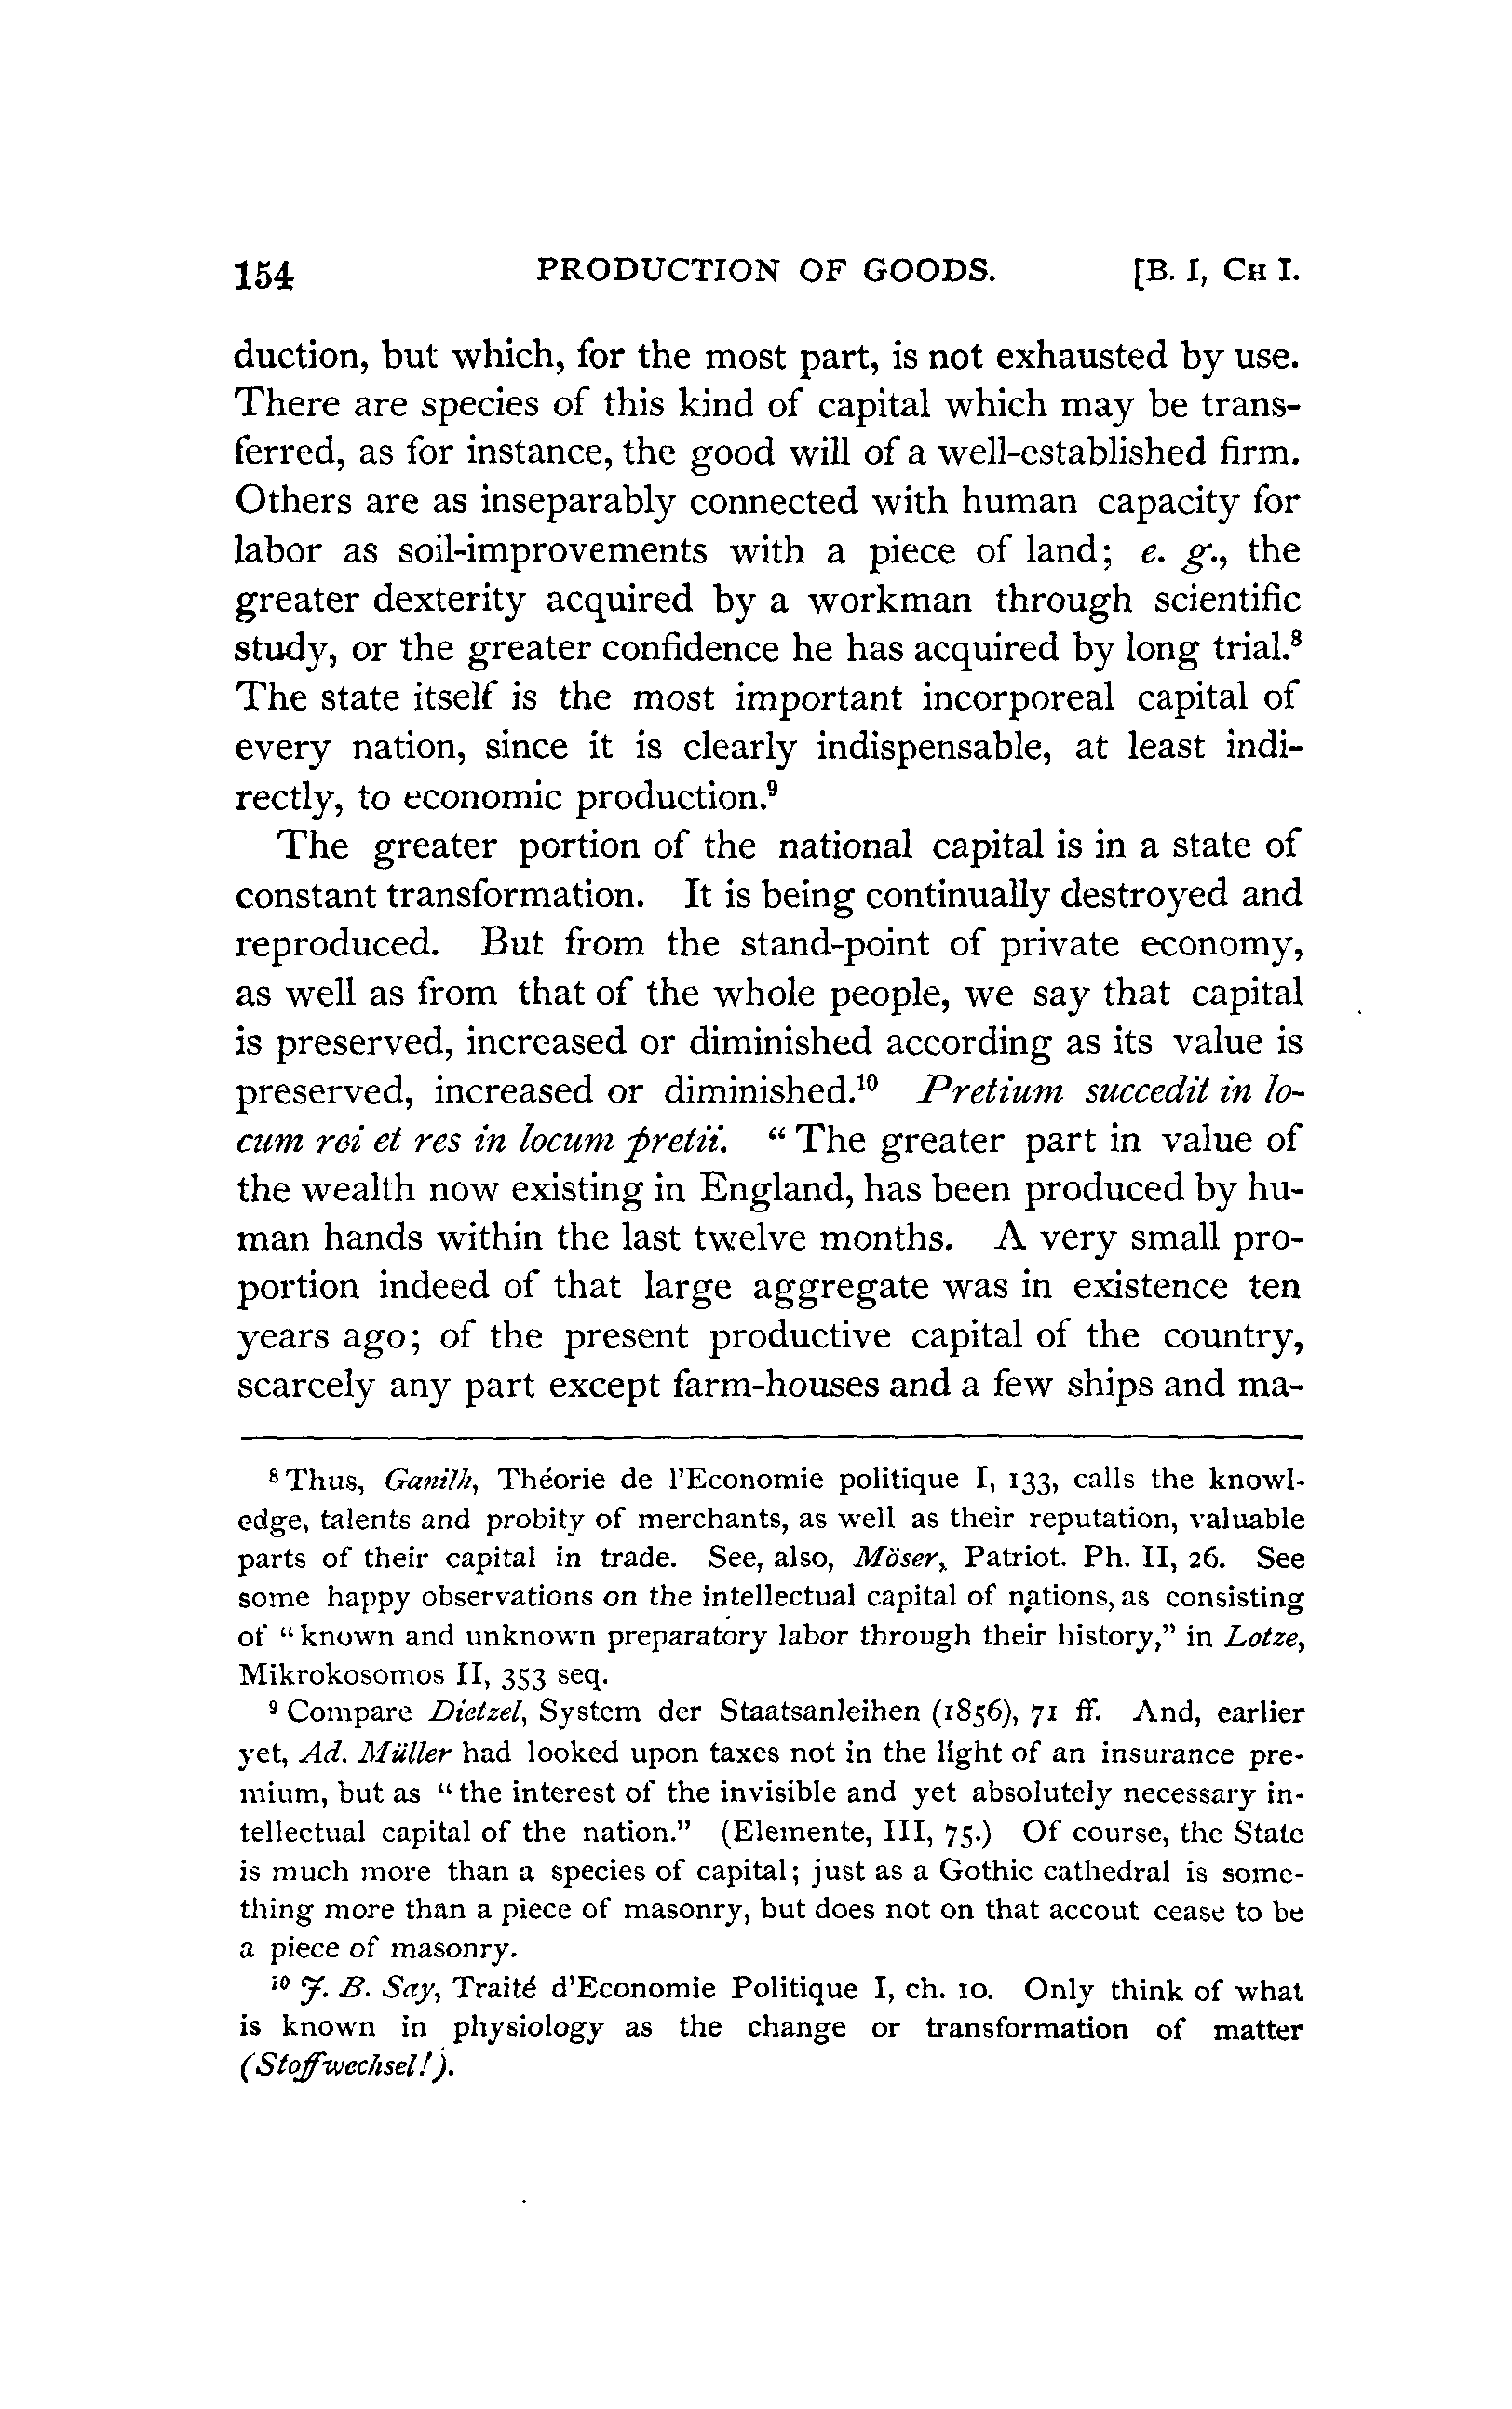 154 PRODUCTION OF GOODS. [B. I, CH I.
duction, but which, for the most part, is not exhausted by use.
There are species of this kind of capital which may be trans-
ferred, as for instance, the good will of a well-established firm.
Others are as inseparably connected with human capacity for
labor as soil-improvements with a piece of land; e. g., the
greater dexterity acquired by a workman through scientific
study, or the greater confidence he has acquired by long trial.⁸
The state itself is the most important incorporeal capital of
every nation, since it is clearly indispensable, at least indi-
rectly, to economic production.⁹
The greater portion of the national capital is in a state of
constant transformation. It is being continually destroyed and
reproduced. But from the stand-point of private economy,
as well as from that of the whole people, we say that capital
is preserved, increased or diminished according as its value is
preserved, increased or diminished.¹⁰ Pretium succedit in lo-
cum rei et res in locum pretii. "The greater part in value of
the wealth now existing in England, has been produced by hu-
man hands within the last twelve months. A very small pro-
portion indeed of that large aggregate was in existence ten
years ago; of the present productive capital of the country,
scarcely any part except farm-houses and a few ships and ma-
⁸ Thus, Ganilh, Théorie de l'Economie politique I, 133, calls the knowl-
edge, talents and probity of merchants, as well as their reputation, valuable
parts of their capital in trade. See, also, Möser, Patriot. Ph. II, 26. See
some happy observations on the intellectual capital of nations, as consisting
of "known and unknown preparatory labor through their history," in Lotze,
Mikrokosomos II, 353 seq.
⁹ Compare Dietzel, System der Staatsanleihen (1856), 71 ff. And, earlier
yet, Ad. Müller had looked upon taxes not in the light of an insurance pre-
mium, but as "the interest of the invisible and yet absolutely necessary in-
tellectual capital of the nation." (Elemente, III, 75.) Of course, the State
is much more than a species of capital; just as a Gothic cathedral is some-
thing more than a piece of masonry, but does not on that accout cease to be
a piece of masonry.
¹⁰ J. B. Say, Traité d'Economie Politique I, ch. 10. Only think of what
is known in physiology as the change or transformation of matter
(Stoffwechsel!).